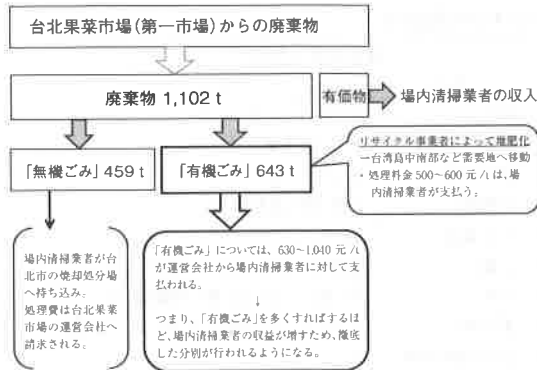 台北果菜市場(第一市場)からの廃棄物
廃棄物 1,102 t
有価物
場内清掃業者の収入
「無機ごみ」459 t
「有機ごみ」643 t
リサイクル事業者によって堆肥化
→台湾島中南部など需要地へ移動
・処理料金 500～600 元/t は、場
内清掃業者が支払う。
場内清掃業者が台
北市の焼却処分場
へ持ち込み。
処理費は台北果菜
市場の運営会社へ
請求される。
「有機ごみ」については、630～1,040 元/t
が運営会社から場内清掃業者に対して支
払われる。
↓
つまり、「有機ごみ」を多くすればするほ
ど、場内清掃業者の収益が増すため、徹底
した分別が行われるようになる。